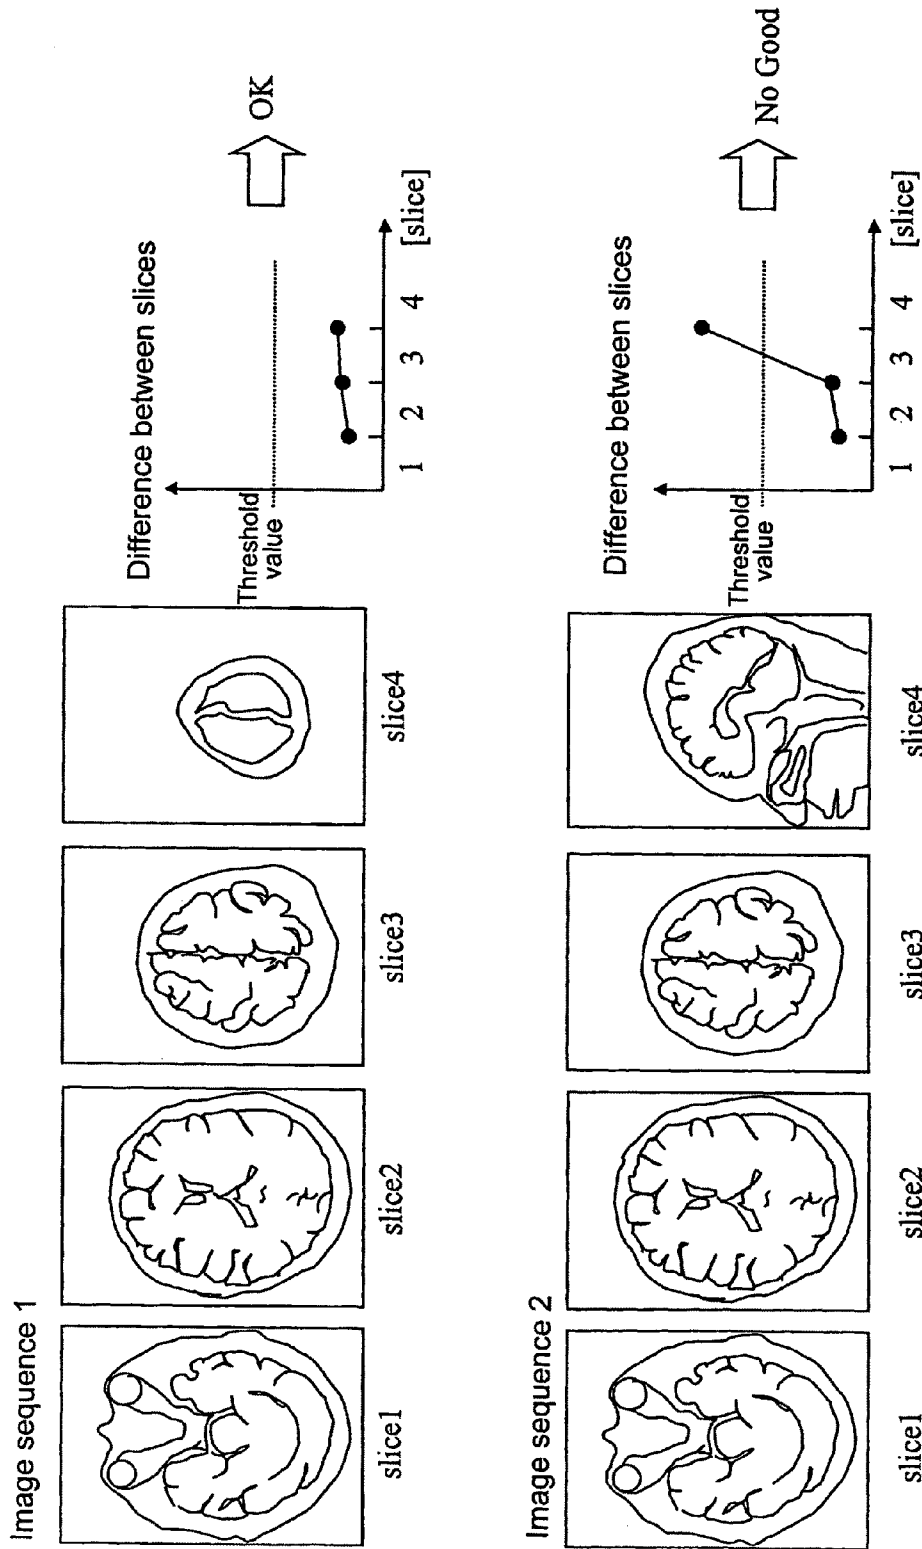 Image sequence 1
slice1
slice2
slice3
slice4
Difference between slices
Threshold
value
1 2 3 4 [slice]
OK
Image sequence 2
slice1
slice2
slice3
slice4
Difference between slices
Threshold
value
1 2 3 4 [slice]
No Good